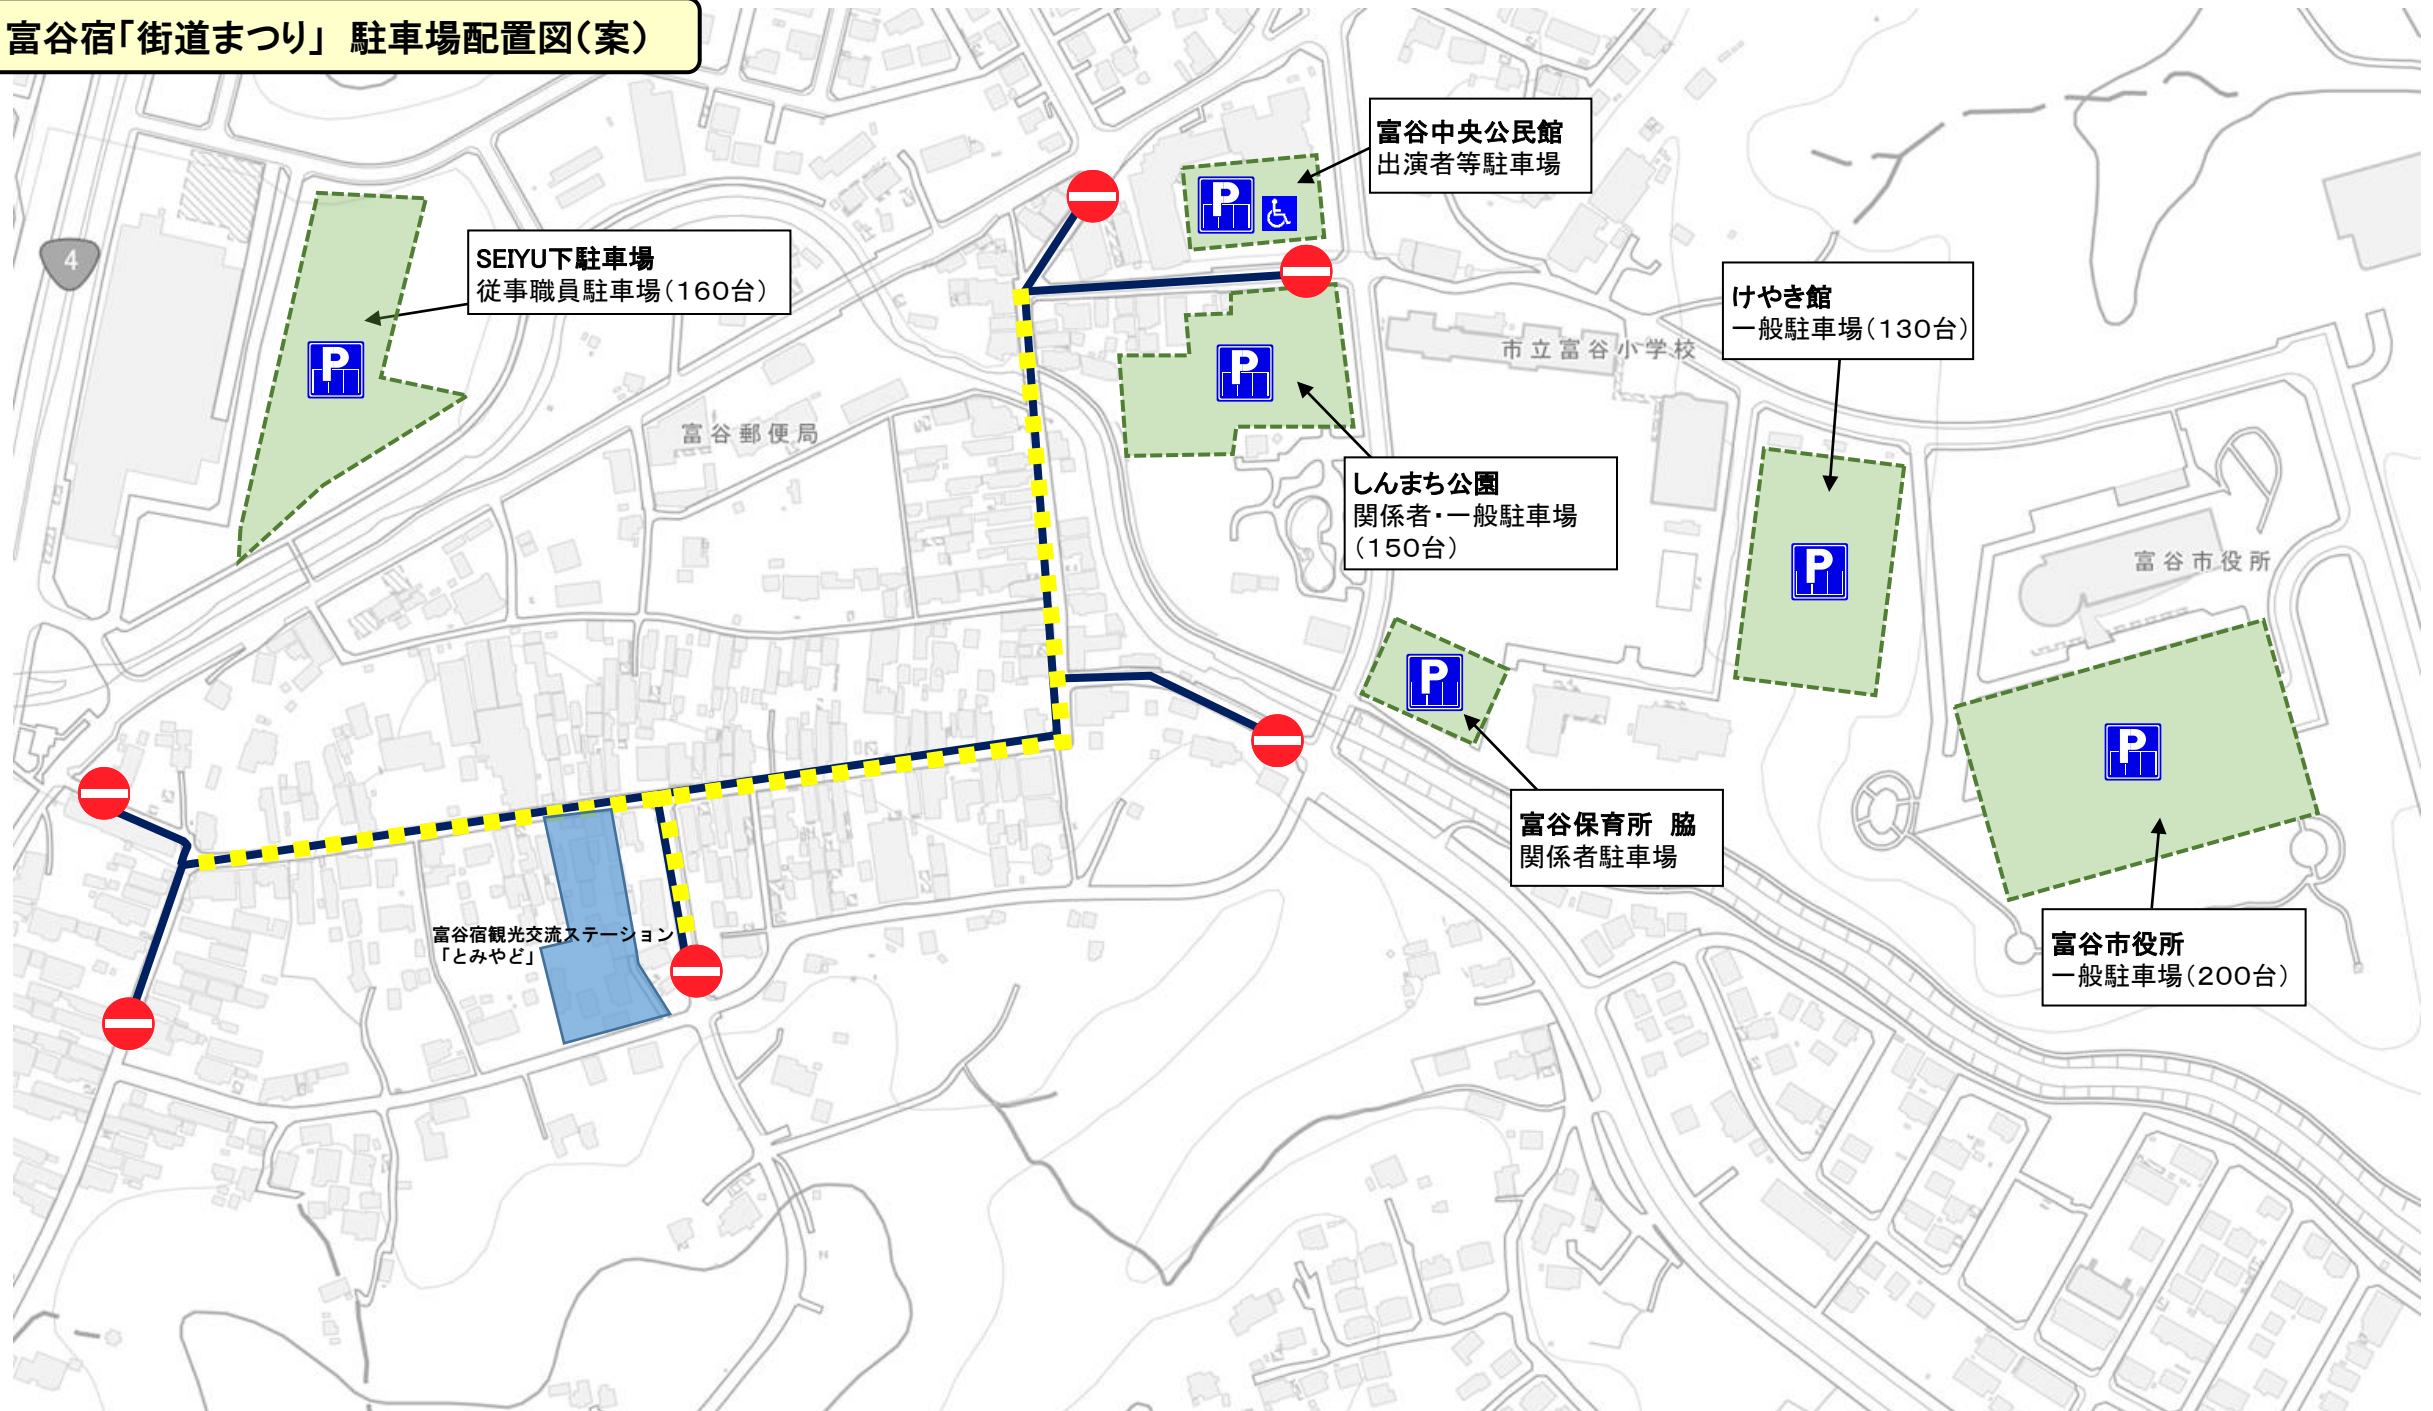 富谷宿「街道まつり」 駐車場配置図(案)
富谷中央公民館
出演者等駐車場
4
SEIYU下駐車場
従事職員駐車場(160台)
けやき館
一般駐車場(130台)
市立富谷小学校
富谷郵便局
しんまち公園
関係者・一般駐車場
(150台)
富谷市役所
富谷保育所 脇
関係者駐車場
富谷宿観光交流ステーション
「とみやど」
富谷市役所
一般駐車場(200台)
P
P
P
P
P
P